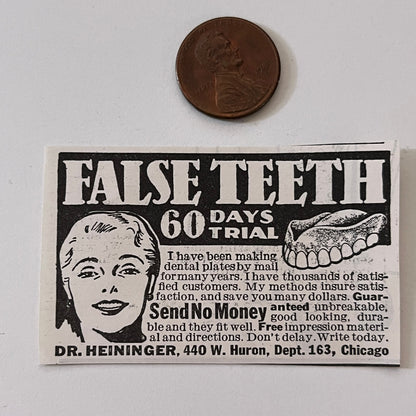 FALSE TEETH
60 DAYS TRIAL
I have been making
dental plates by mail
for many years. I have thousands of satis-
fied customers. My methods insure satis-
faction, and save you many dollars. Guar-
Send No Money anteed unbreakable,
good looking, dura-
ble and they fit well. Free impression materi-
al and directions. Don't delay. Write today.
DR. HEININGER, 440 W. Huron, Dept. 163, Chicago